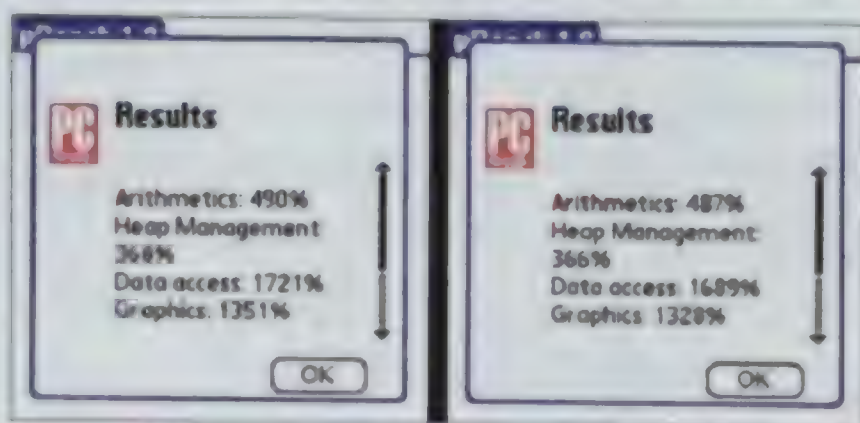 PC
Results
Arithmetics: 490%
Heap Management
368%
Data access: 1721%
Graphics: 1351%
OK
PC
Results
Arithmetics: 487%
Heap Management:
366%
Data access: 1689%
Graphics: 1328%
OK